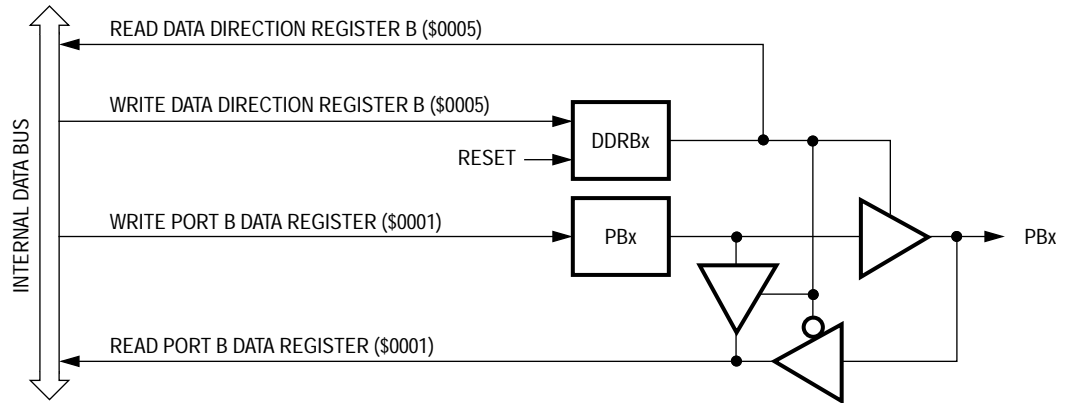 READ DATA DIRECTION REGISTER B ($0005)
WRITE DATA DIRECTION REGISTER B ($0005)
DDRBx
RESET
INTERNAL DATA BUS
WRITE PORT B DATA REGISTER ($0001)
PBx
PBx
READ PORT B DATA REGISTER ($0001)